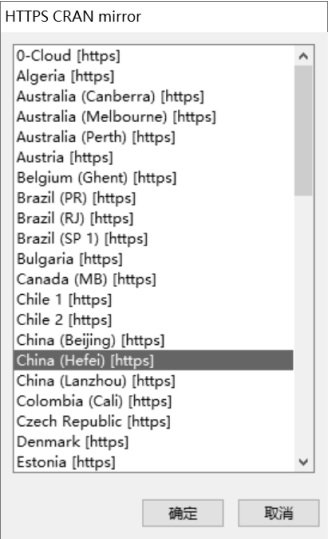 HTTPS CRAN mirror
0-Cloud [https]
Algeria [https]
Australia (Canberra) [https]
Australia (Melbourne) [https]
Australia (Perth) [https]
Austria [https]
Belgium (Ghent) [https]
Brazil (PR) [https]
Brazil (RJ) [https]
Brazil (SP 1) [https]
Bulgaria [https]
Canada (MB) [https]
Chile 1 [https]
Chile 2 [https]
China (Beijing) [https]
China (Hefei) [https]
China (Lanzhou) [https]
Colombia (Cali) [https]
Czech Republic [https]
Denmark [https]
Estonia [https]
确定 取消